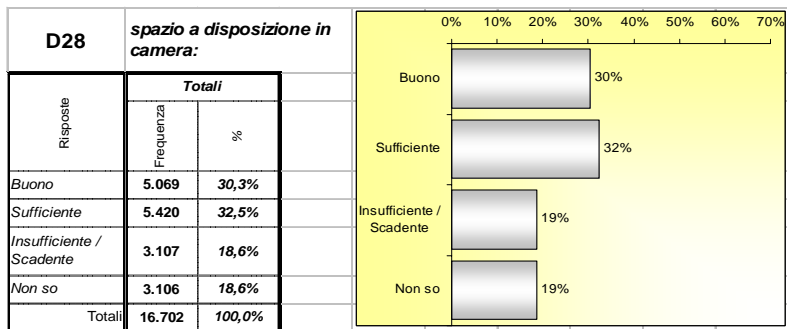 D28
spazio a disposizione in
camera:
Risposte
Totali
Frequenza
%
Buono 5.069 30,3%
Sufficiente 5.420 32,5%
Insufficiente /
Scadente 3.107 18,6%
Non so 3.106 18,6%
Totali 16.702 100,0%
0% 10% 20% 30% 40% 50% 60% 70%
Buono 30%
Sufficiente 32%
Insufficiente /
Scadente 19%
Non so 19%